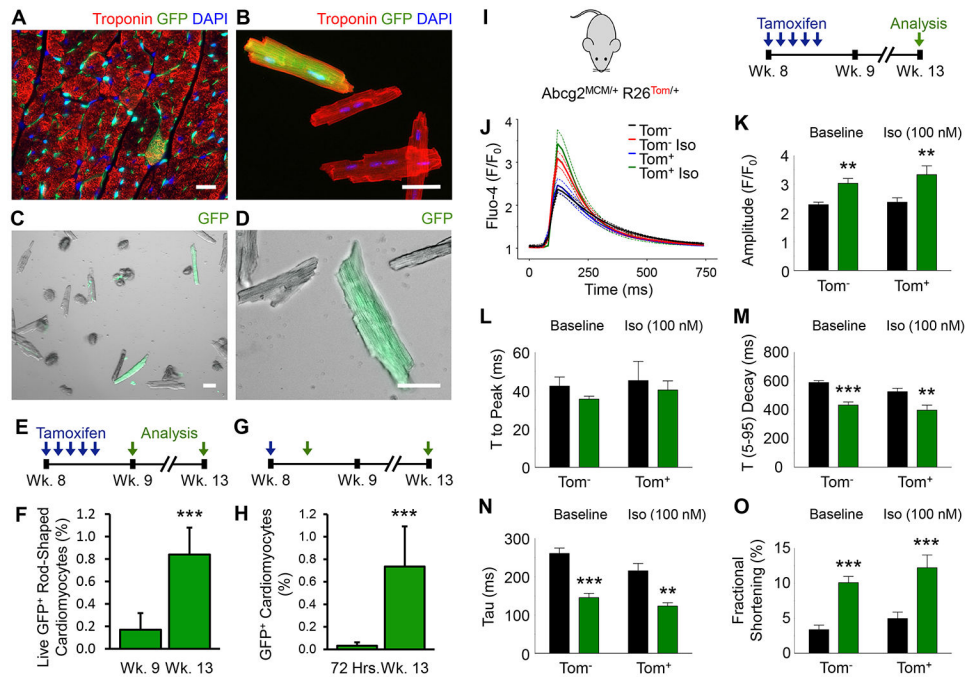 A
Troponin GFP DAPI
B
C
GFP
D
GFP
E
Tamoxifen
Analysis
Wk. 8
Wk. 9
Wk. 13
G
Wk. 8
Wk. 9
Wk. 13
F
Live GFP+ Rod-Shaped
Cardiomyocytes (%)
1.2
1.0
0.8
0.6
0.4
0.2
0.0
***
Wk. 9
Wk. 13
H
GFP+ Cardiomyocytes
(%)
1.2
1.0
0.8
0.6
0.4
0.2
0.0
***
72 Hrs.
Wk. 13
I
Abcg2MCM/+ R26Tom/+
Tamoxifen
Analysis
Wk. 8
Wk. 9
Wk. 13
J
Fluo-4 (F/F0)
4
3
2
1
0
250
500
750
Time (ms)
Tom-
Tom- Iso
Tom+
Tom+ Iso
K
Baseline
Iso (100 nM)
Amplitude (F/F0)
4
3
2
1
0
**
**
Tom-
Tom+
L
Baseline
Iso (100 nM)
T to Peak (ms)
60
40
20
0
Tom-
Tom+
M
Baseline
Iso (100 nM)
T (5-95) Decay (ms)
800
600
400
200
0
***
**
Tom-
Tom+
N
Baseline
Iso (100 nM)
Tau (ms)
300
200
100
0
***
**
Tom-
Tom+
O
Baseline
Iso (100 nM)
Fractional
Shortening (%)
15
10
5
0
***
***
Tom-
Tom+